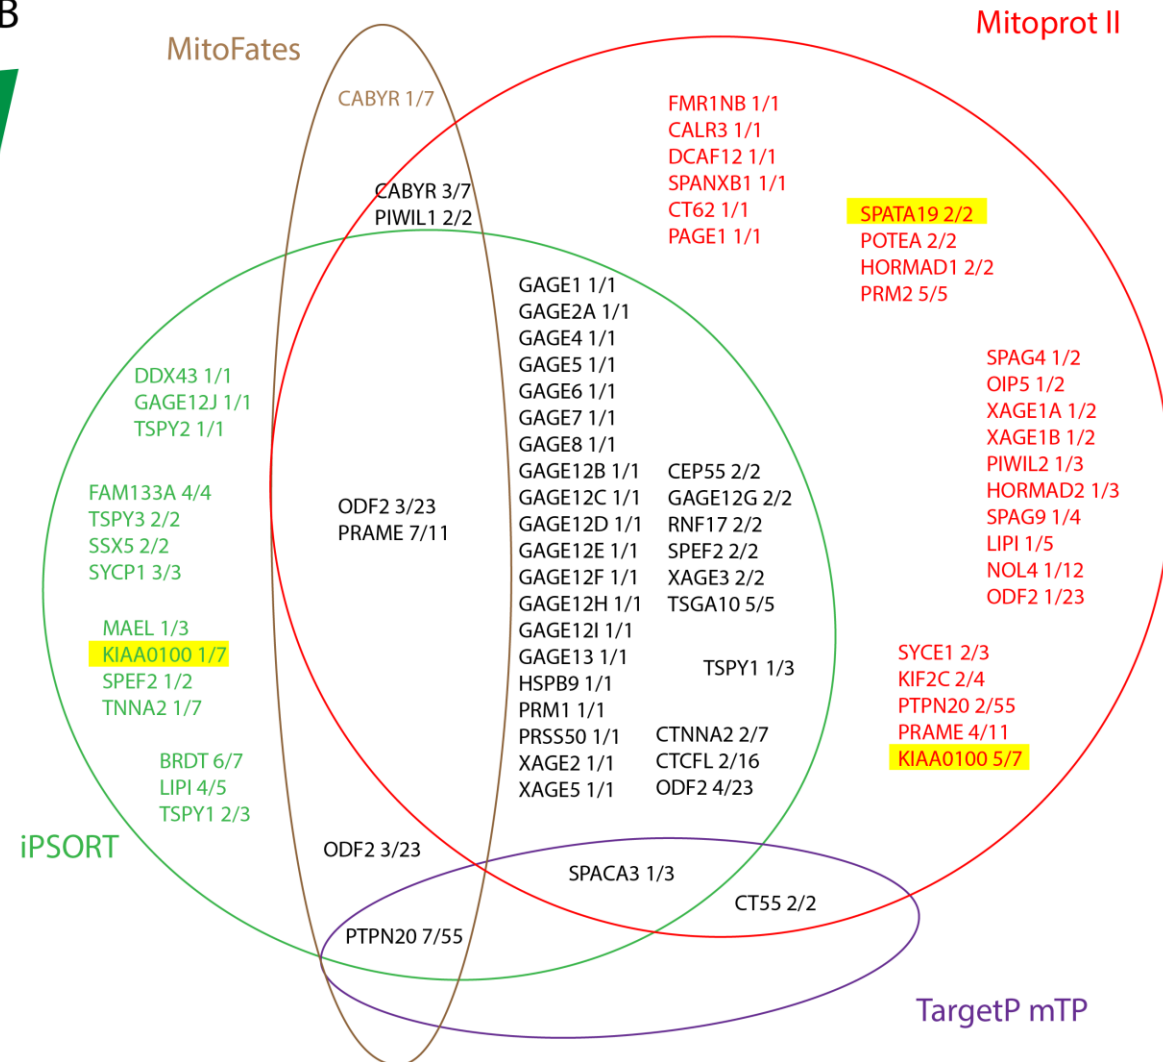 B
MitoFates
Mitoprot II
CABYR 1/7
CABYR 3/7
PIWIL1 2/2
FMR1NB 1/1
CALR3 1/1
DCAF12 1/1
SPANXB1 1/1
CT62 1/1
PAGE1 1/1
SPATA19 2/2
POTEA 2/2
HORMAD1 2/2
PRM2 5/5
SPAG4 1/2
OIP5 1/2
XAGE1A 1/2
XAGE1B 1/2
PIWIL2 1/3
HORMAD2 1/3
SPAG9 1/4
LIPI 1/5
NOL4 1/12
ODF2 1/23
SYCE1 2/3
KIF2C 2/4
PTPN20 2/55
PRAME 4/11
KIAA0100 5/7
GAGE1 1/1
GAGE2A 1/1
GAGE4 1/1
GAGE5 1/1
GAGE6 1/1
GAGE7 1/1
GAGE8 1/1
GAGE12B 1/1
GAGE12C 1/1
GAGE12D 1/1
GAGE12E 1/1
GAGE12F 1/1
GAGE12H 1/1
GAGE12I 1/1
GAGE13 1/1
HSPB9 1/1
PRM1 1/1
PRSS50 1/1
XAGE2 1/1
XAGE5 1/1
CEP55 2/2
GAGE12G 2/2
RNF17 2/2
SPEF2 2/2
XAGE3 2/2
TSGA10 5/5
TSPY1 1/3
CTNNA2 2/7
CTCFL 2/16
ODF2 4/23
DDX43 1/1
GAGE12J 1/1
TSPY2 1/1
FAM133A 4/4
TSPY3 2/2
SSX5 2/2
SYCP1 3/3
MAEL 1/3
KIAA0100 1/7
SPEF2 1/2
TNNA2 1/7
BRDT 6/7
LIPI 4/5
TSPY1 2/3
ODF2 3/23
PRAME 7/11
iPSORT
ODF2 3/23
PTPN20 7/55
SPACA3 1/3
CT55 2/2
TargetP mTP